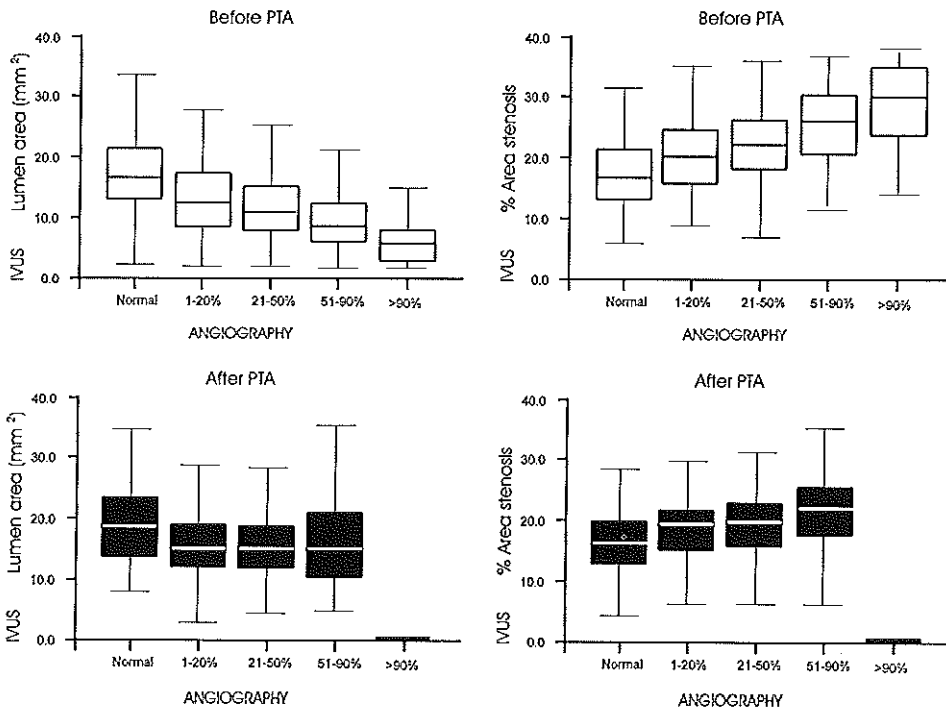 Before PTA
IVUS Lumen area (mm ²)
40.0
30.0
20.0
10.0
0.0
Normal 1-20% 21-50% 51-90% >90%
ANGIOGRAPHY
Before PTA
IVUS % Area stenosis
40.0
30.0
20.0
10.0
0.0
Normal 1-20% 21-50% 51-90% >90%
ANGIOGRAPHY
After PTA
IVUS Lumen area (mm ²)
40.0
30.0
20.0
10.0
0.0
Normal 1-20% 21-50% 51-90% >90%
ANGIOGRAPHY
After PTA
IVUS % Area stenosis
40.0
30.0
20.0
10.0
0.0
Normal 1-20% 21-50% 51-90% >90%
ANGIOGRAPHY